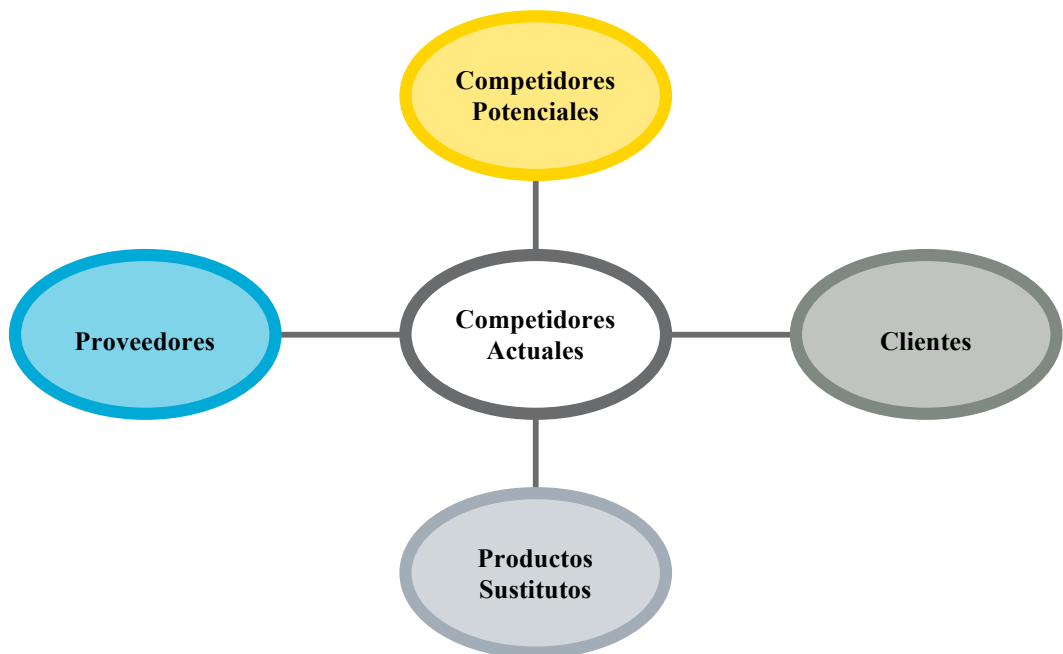 Competidores
Potenciales
Proveedores
Competidores
Actuales
Clientes
Productos
Sustitutos